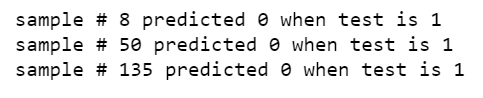 sample # 8 predicted 0 when test is 1
sample # 50 predicted 0 when test is 1
sample # 135 predicted 0 when test is 1